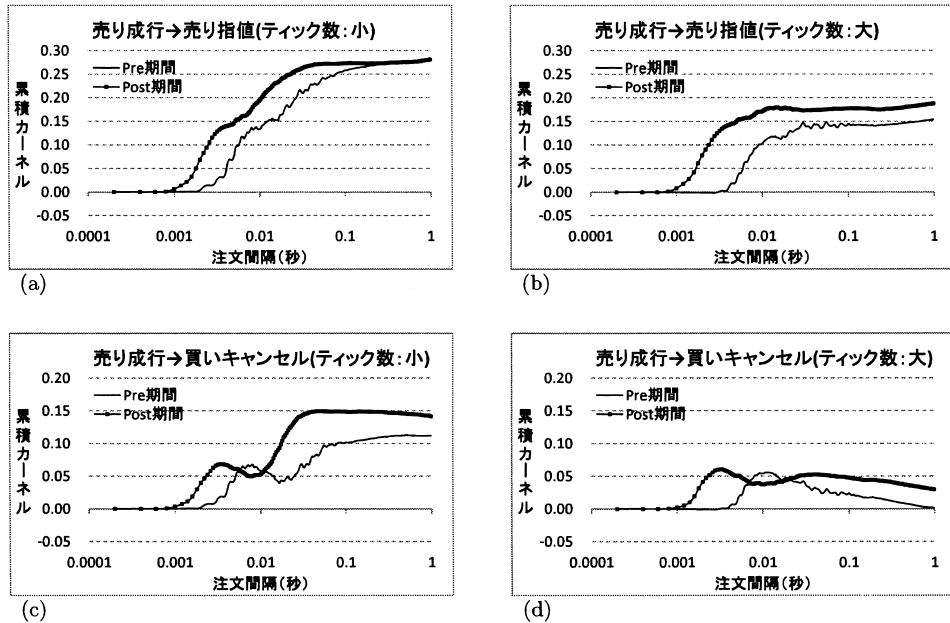 売り成行→売り指値(ティック数:小)
0.30
0.25
0.20
0.15
0.10
0.05
0.00
-0.05
累積カーネル
Pre期間
Post期間
0.0001 0.001 0.01 0.1 1
注文間隔(秒)
(a)
売り成行→売り指値(ティック数:大)
0.30
0.25
0.20
0.15
0.10
0.05
0.00
-0.05
累積カーネル
Pre期間
Post期間
0.0001 0.001 0.01 0.1 1
注文間隔(秒)
(b)
売り成行→買いキャンセル(ティック数:小)
0.20
0.15
0.10
0.05
0.00
-0.05
累積カーネル
Pre期間
Post期間
0.0001 0.001 0.01 0.1 1
注文間隔(秒)
(c)
売り成行→買いキャンセル(ティック数:大)
0.20
0.15
0.10
0.05
0.00
-0.05
累積カーネル
Pre期間
Post期間
0.0001 0.001 0.01 0.1 1
注文間隔(秒)
(d)